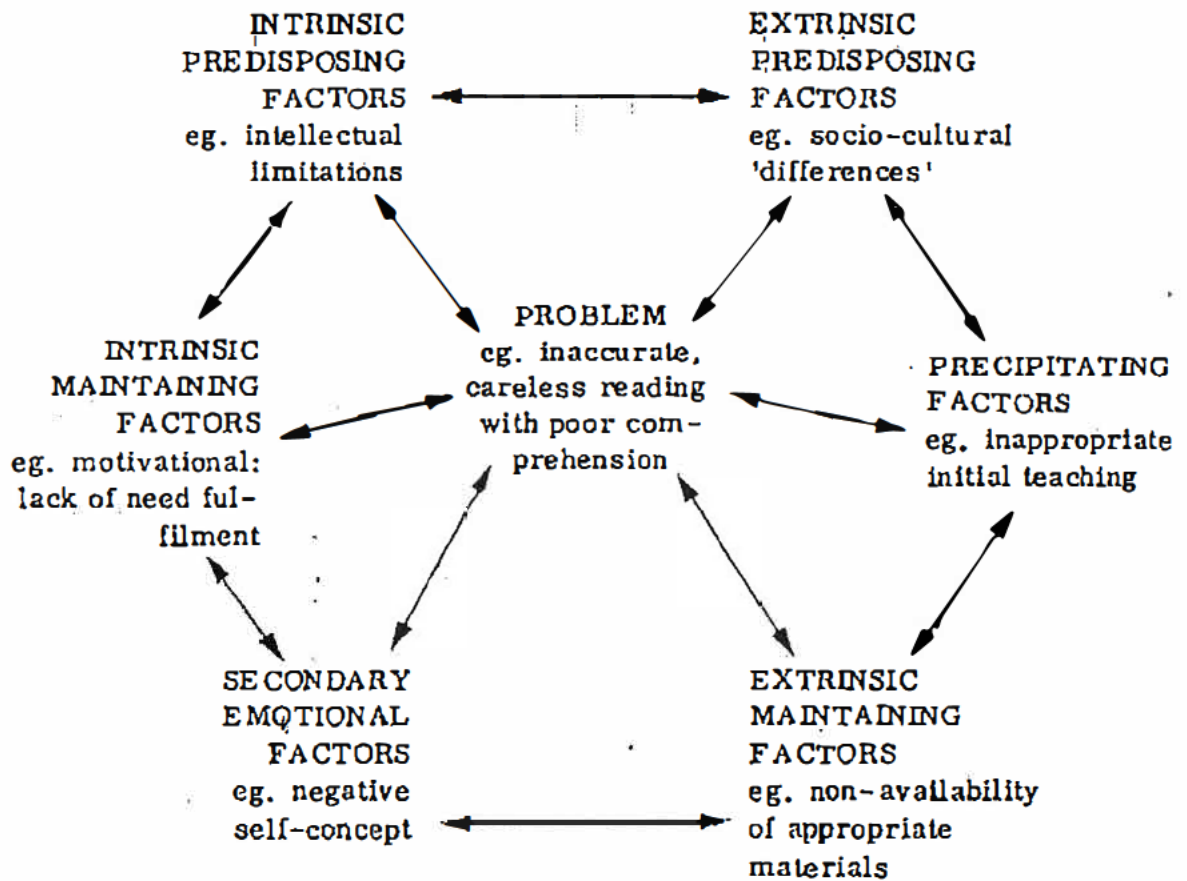 INTRINSIC
PREDISPOSING
FACTORS
eg. intellectual
limitations
EXTRINSIC
PREDISPOSING
FACTORS
eg. socio-cultural
'differences'
INTRINSIC
MAINTAINING
FACTORS
eg. motivational:
lack of need ful-
filment
PROBLEM
eg. inaccurate,
careless reading
with poor com-
prehension
PRECIPITATING
FACTORS
eg. inappropriate
initial teaching
SECONDARY
EMOTIONAL
FACTORS
eg. negative
self-concept
EXTRINSIC
MAINTAINING
FACTORS
eg. non-availability
of appropriate
materials